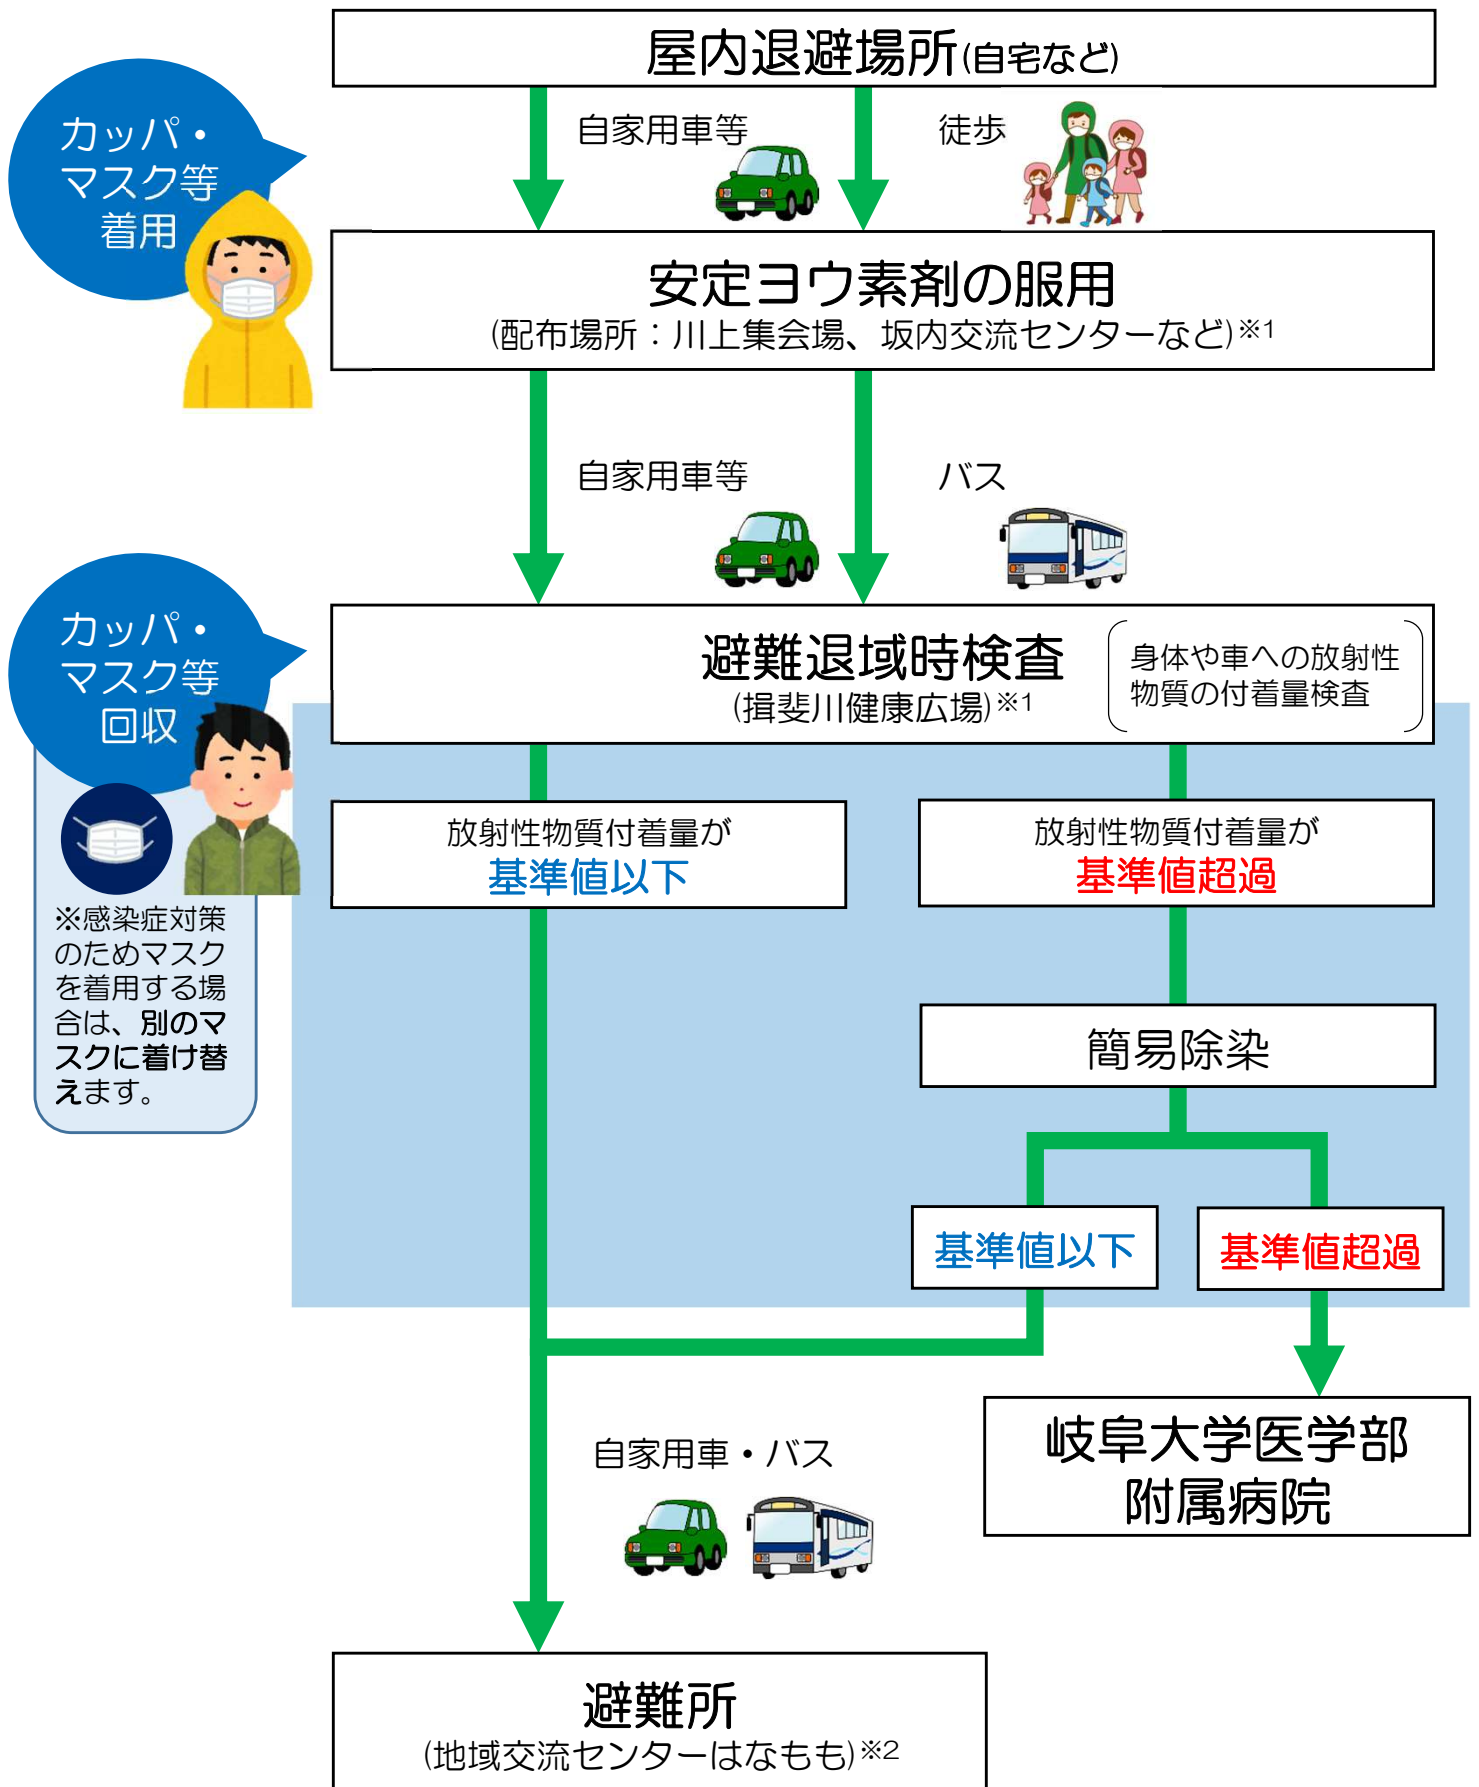 屋内退避場所(自宅など)
カッパ・
マスク等
着用
自家用車等
徒歩
安定ヨウ素剤の服用
(配布場所：川上集会場、坂内交流センターなど)※1
自家用車等
バス
カッパ・
マスク等
回収
避難退域時検査
(揖斐川健康広場)※1
身体や車への放射性
物質の付着量検査
放射性物質付着量が
基準値以下
放射性物質付着量が
基準値超過
※感染症対策
のためマスク
を着用する場
合は、別のマ
スクに着け替
えます。
簡易除染
基準値以下
基準値超過
岐阜大学医学部
附属病院
自家用車・バス
避難所
(地域交流センターはなもも)※2